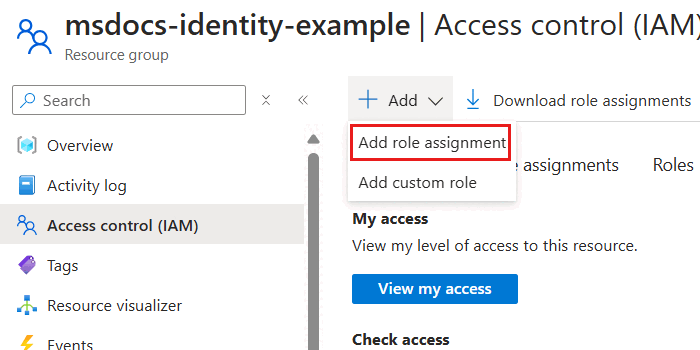 msdocs-identity-example | Access control (IAM)
Resource group
Search
Add
Download role assignments
Overview
Activity log
Access control (IAM)
Tags
Resource visualizer
Events
Add role assignment
Add custom role
assignments
Roles
My access
View my level of access to this resource.
View my access
Check access